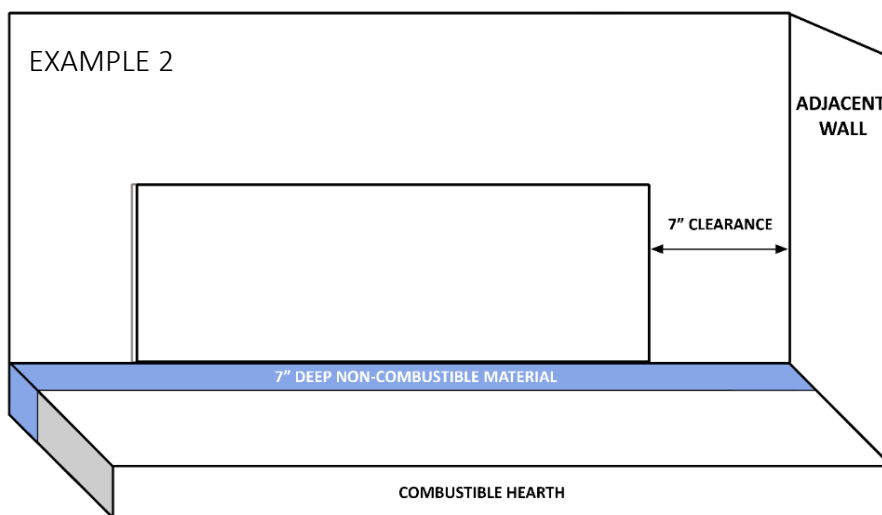 EXAMPLE 2
ADJACENT
WALL
7” CLEARANCE
7” DEEP NON-COMBUSTIBLE MATERIAL
COMBUSTIBLE HEARTH